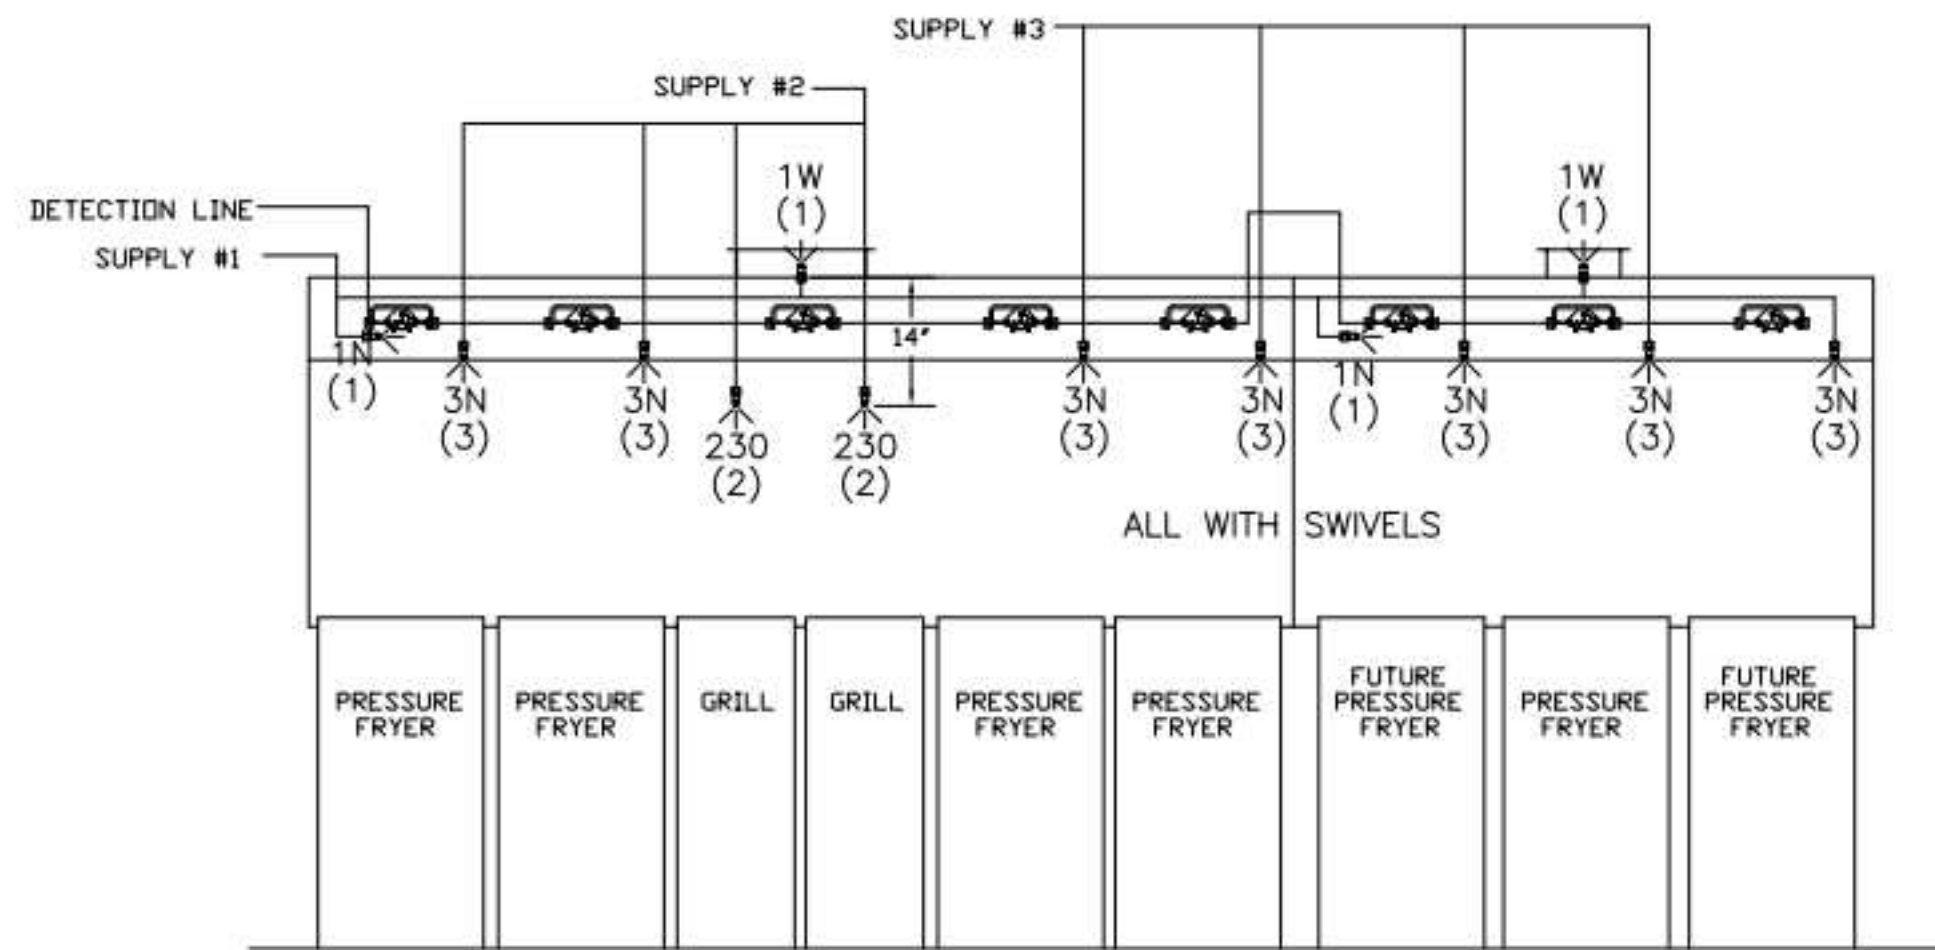 SUPPLY #3
SUPPLY #2
1W
(1)
1W
(1)
DETECTION LINE
SUPPLY #1
14"
1N
(1)
3N
(3)
3N
(3)
230
(2)
230
(2)
3N
(3)
3N
(3)
1N
(1)
3N
(3)
3N
(3)
3N
(3)
ALL WITH SWIVELS
PRESSURE
FRYER
PRESSURE
FRYER
GRILL
GRILL
PRESSURE
FRYER
PRESSURE
FRYER
FUTURE
PRESSURE
FRYER
PRESSURE
FRYER
FUTURE
PRESSURE
FRYER